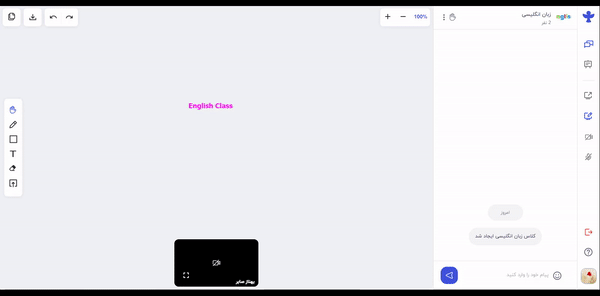 100%
زبان انگلیسی
2 نفر
English Class
امروز
کلاس زبان انگلیسی ایجاد شد
پیام خود را وارد کنید
بهناز صابر
T